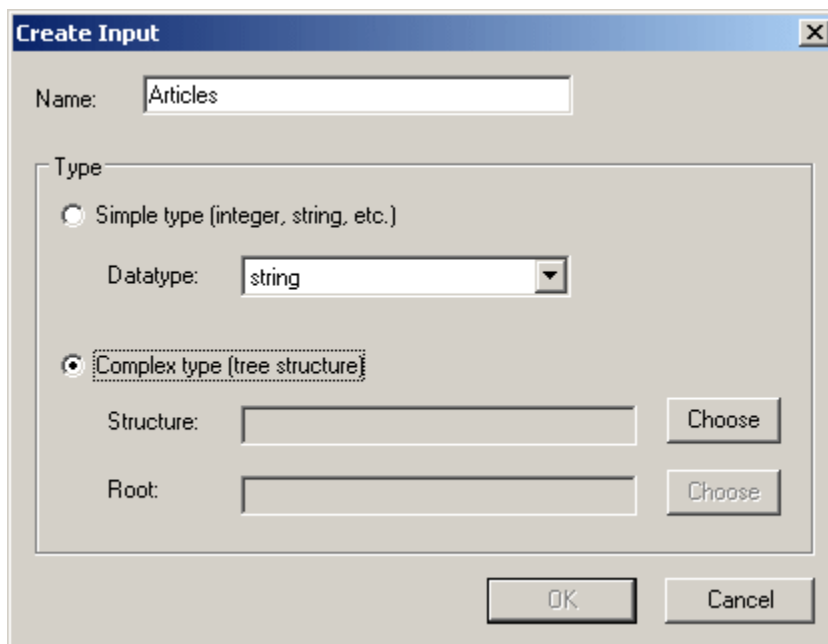 Create Input
Name: Articles
Type
Simple type (integer, string, etc.)
Datatype: string
Complex type (tree structure)
Structure: Choose
Root: Choose
OK Cancel